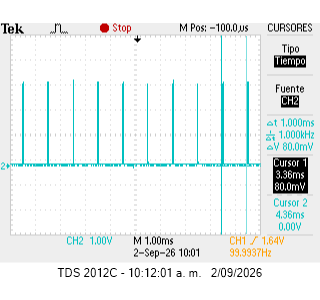 Tek Stop M Pos: -100.0µs CURSORES
Tipo
Tiempo
Fuente
CH2
Δt 1.000ms
1/Δt 1.000kHz
ΔV 80.0mV
Cursor 1
3.36ms
80.0mV
Cursor 2
4.36ms
0.00V
2
CH2 1.00V M 1.00ms CH1 / 1.64V
2-Sep-26 10:01 99.9937Hz
TDS 2012C - 10:12:01 a. m. 2/09/2026